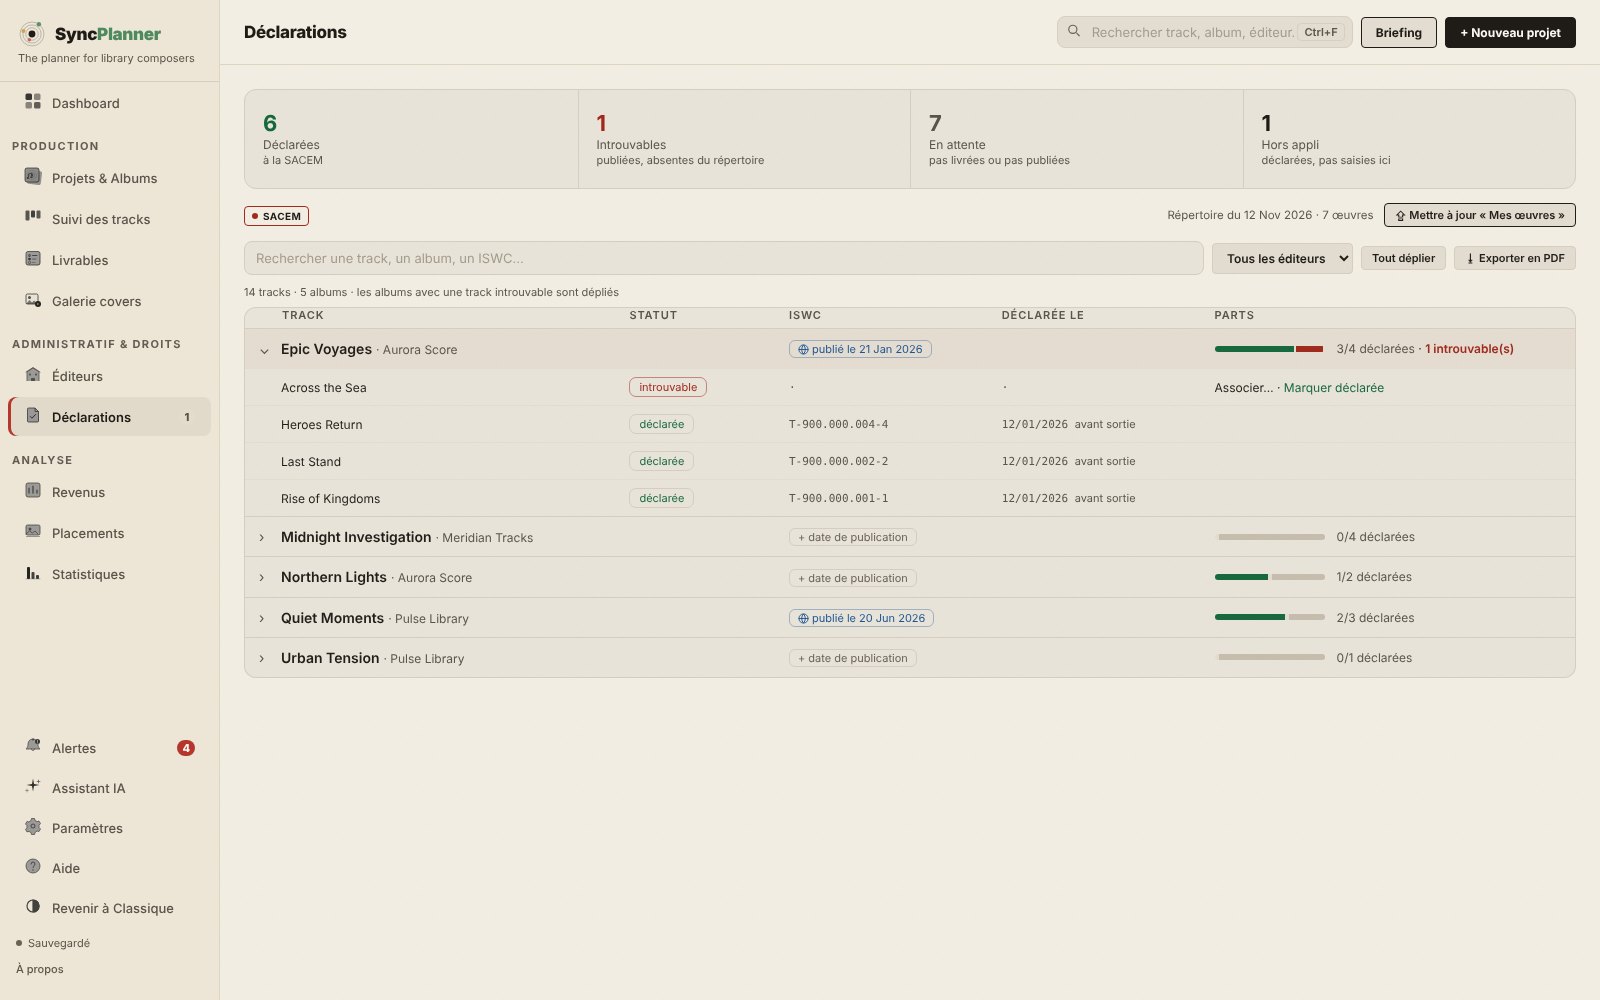 SyncPlanner
The planner for library composers
Dashboard
PRODUCTION
Projets & Albums
Suivi des tracks
Livrables
Galerie covers
ADMINISTRATIF & DROITS
Éditeurs
Déclarations 1
ANALYSE
Revenus
Placements
Statistiques
Alertes 4
Assistant IA
Paramètres
Aide
Revenir à Classique
Sauvegardé
À propos
Déclarations
Rechercher track, album, éditeur. Ctrl+F
Briefing
+ Nouveau projet
6
Déclarées
à la SACEM
1
Introuvables
publiées, absentes du répertoire
7
En attente
pas livrées ou pas publiées
1
Hors appli
déclarées, pas saisies ici
SACEM
Répertoire du 12 Nov 2026 · 7 œuvres
Mettre à jour « Mes œuvres »
Rechercher une track, un album, un ISWC...
Tous les éditeurs
Tout déplier
Exporter en PDF
14 tracks · 5 albums · les albums avec une track introuvable sont dépliés
TRACK STATUT ISWC DÉCLARÉE LE PARTS
Epic Voyages · Aurora Score publié le 21 Jan 2026 3/4 déclarées · 1 introuvable(s)
Across the Sea introuvable · · Associer... · Marquer déclarée
Heroes Return déclarée T-900.000.004-4 12/01/2026 avant sortie
Last Stand déclarée T-900.000.002-2 12/01/2026 avant sortie
Rise of Kingdoms déclarée T-900.000.001-1 12/01/2026 avant sortie
Midnight Investigation · Meridian Tracks + date de publication 0/4 déclarées
Northern Lights · Aurora Score + date de publication 1/2 déclarées
Quiet Moments · Pulse Library publié le 20 Jun 2026 2/3 déclarées
Urban Tension · Pulse Library + date de publication 0/1 déclarées